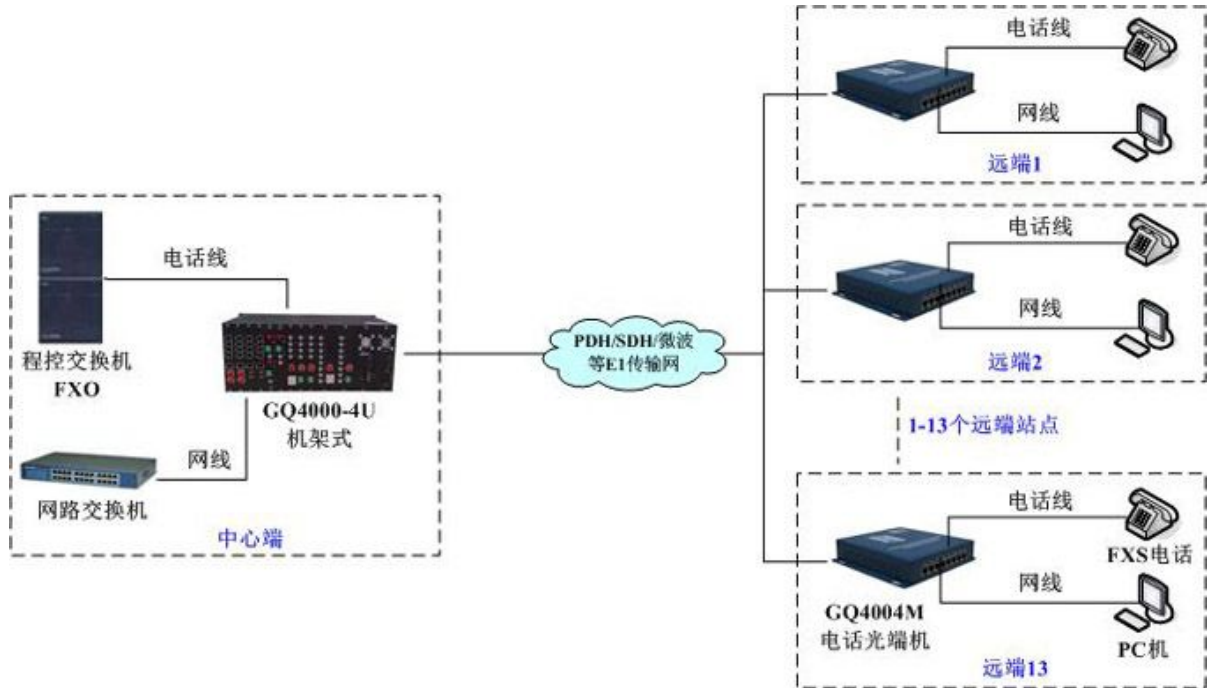 电话线
程控交换机
FXO
GQ4000-4U
机架式
网线
网路交换机
中心端
PDH/SDH/微波
等E1传输网
电话线
网线
远端1
电话线
网线
远端2
1-13个远端站点
电话线
FXS电话
网线
GQ4004M
电话光端机
PC机
远端13